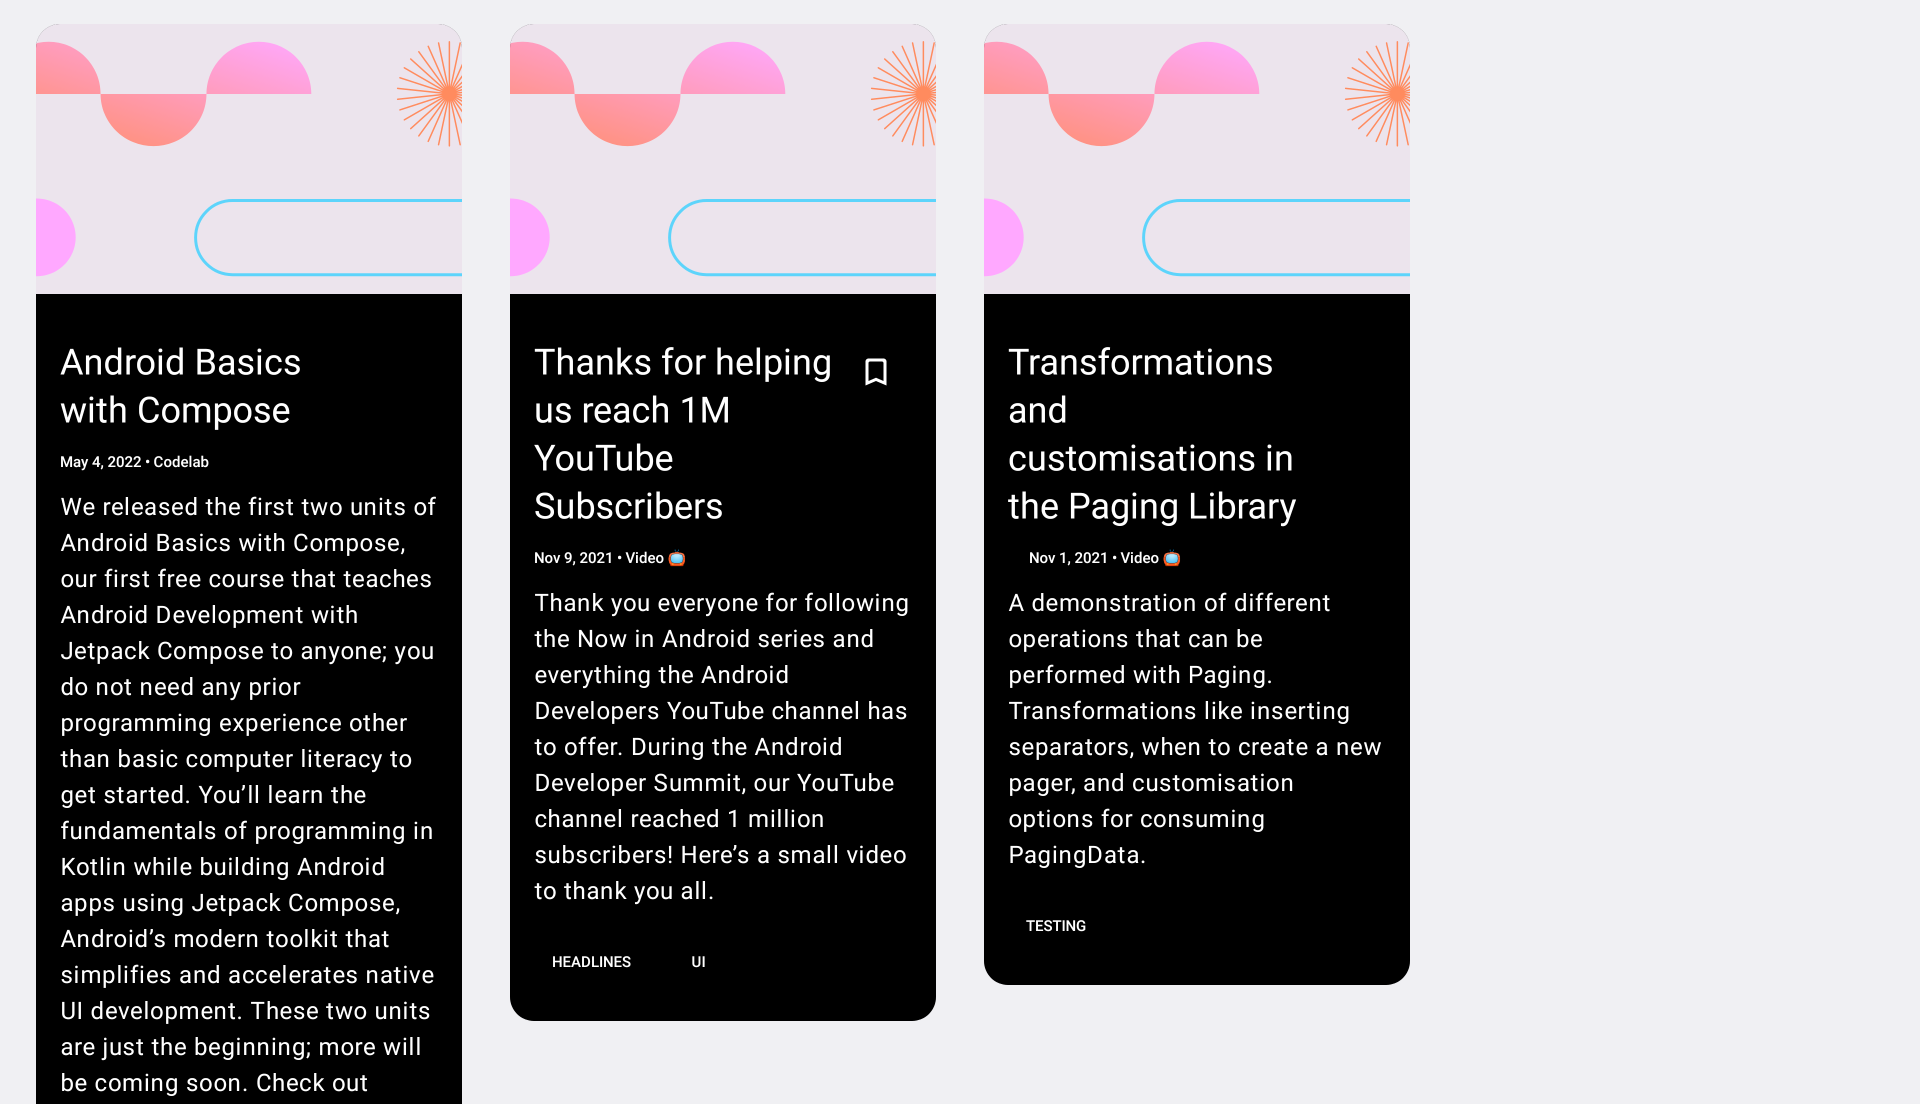 Android Basics
with Compose
May 4, 2022 • Codelab
We released the first two units of
Android Basics with Compose,
our first free course that teaches
Android Development with
Jetpack Compose to anyone; you
do not need any prior
programming experience other
than basic computer literacy to
get started. You’ll learn the
fundamentals of programming in
Kotlin while building Android
apps using Jetpack Compose,
Android’s modern toolkit that
simplifies and accelerates native
UI development. These two units
are just the beginning; more will
be coming soon. Check out
Thanks for helping
us reach 1M
YouTube
Subscribers
Nov 9, 2021 • Video 📺
Thank you everyone for following
the Now in Android series and
everything the Android
Developers YouTube channel has
to offer. During the Android
Developer Summit, our YouTube
channel reached 1 million
subscribers! Here’s a small video
to thank you all.
HEADLINES UI
Transformations
and
customisations in
the Paging Library
Nov 1, 2021 • Video 📺
A demonstration of different
operations that can be
performed with Paging.
Transformations like inserting
separators, when to create a new
pager, and customisation
options for consuming
PagingData.
TESTING